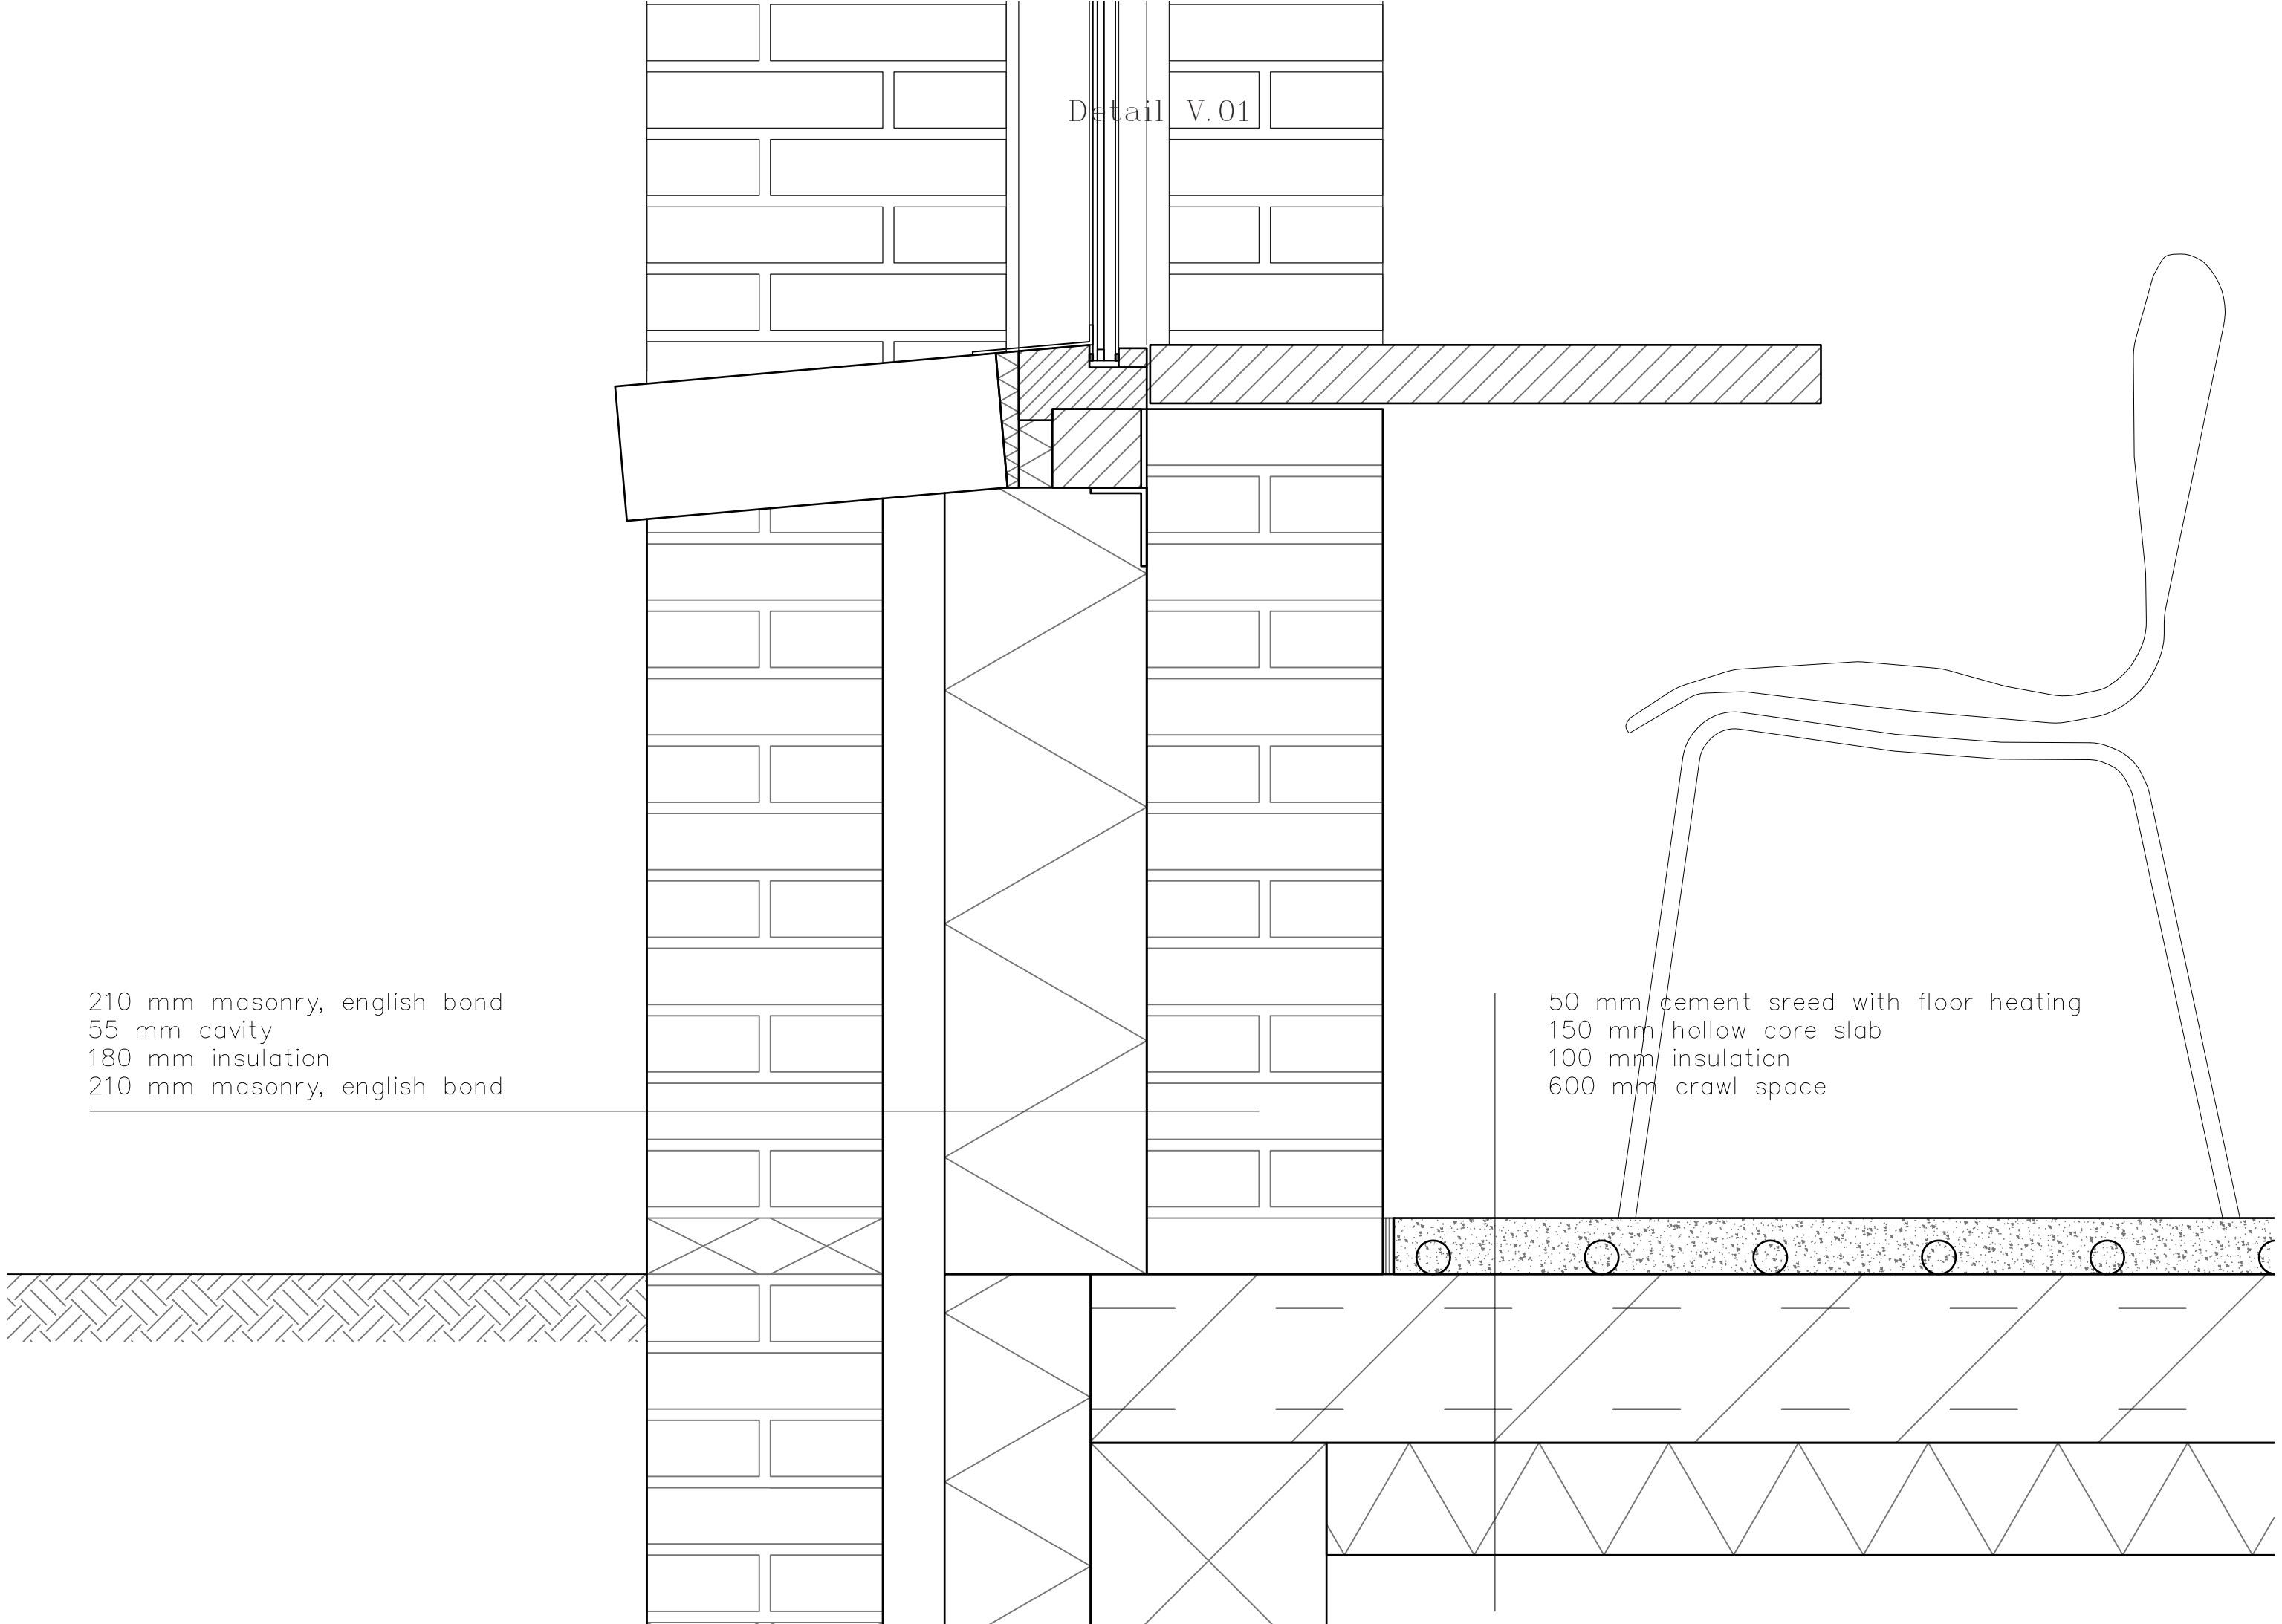 Detail V.01
210 mm masonry, english bond
55 mm cavity
180 mm insulation
210 mm masonry, english bond
50 mm cement sreed with floor heating
150 mm hollow core slab
100 mm insulation
600 mm crawl space